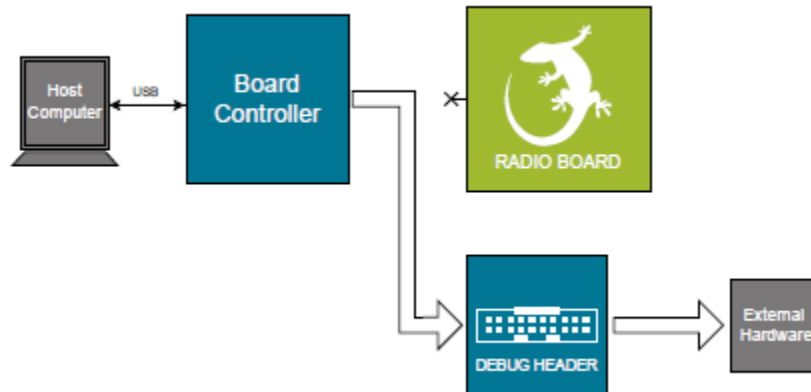 Host
Computer
USB
Board
Controller
RADIO BOARD
DEBUG HEADER
External
Hardware